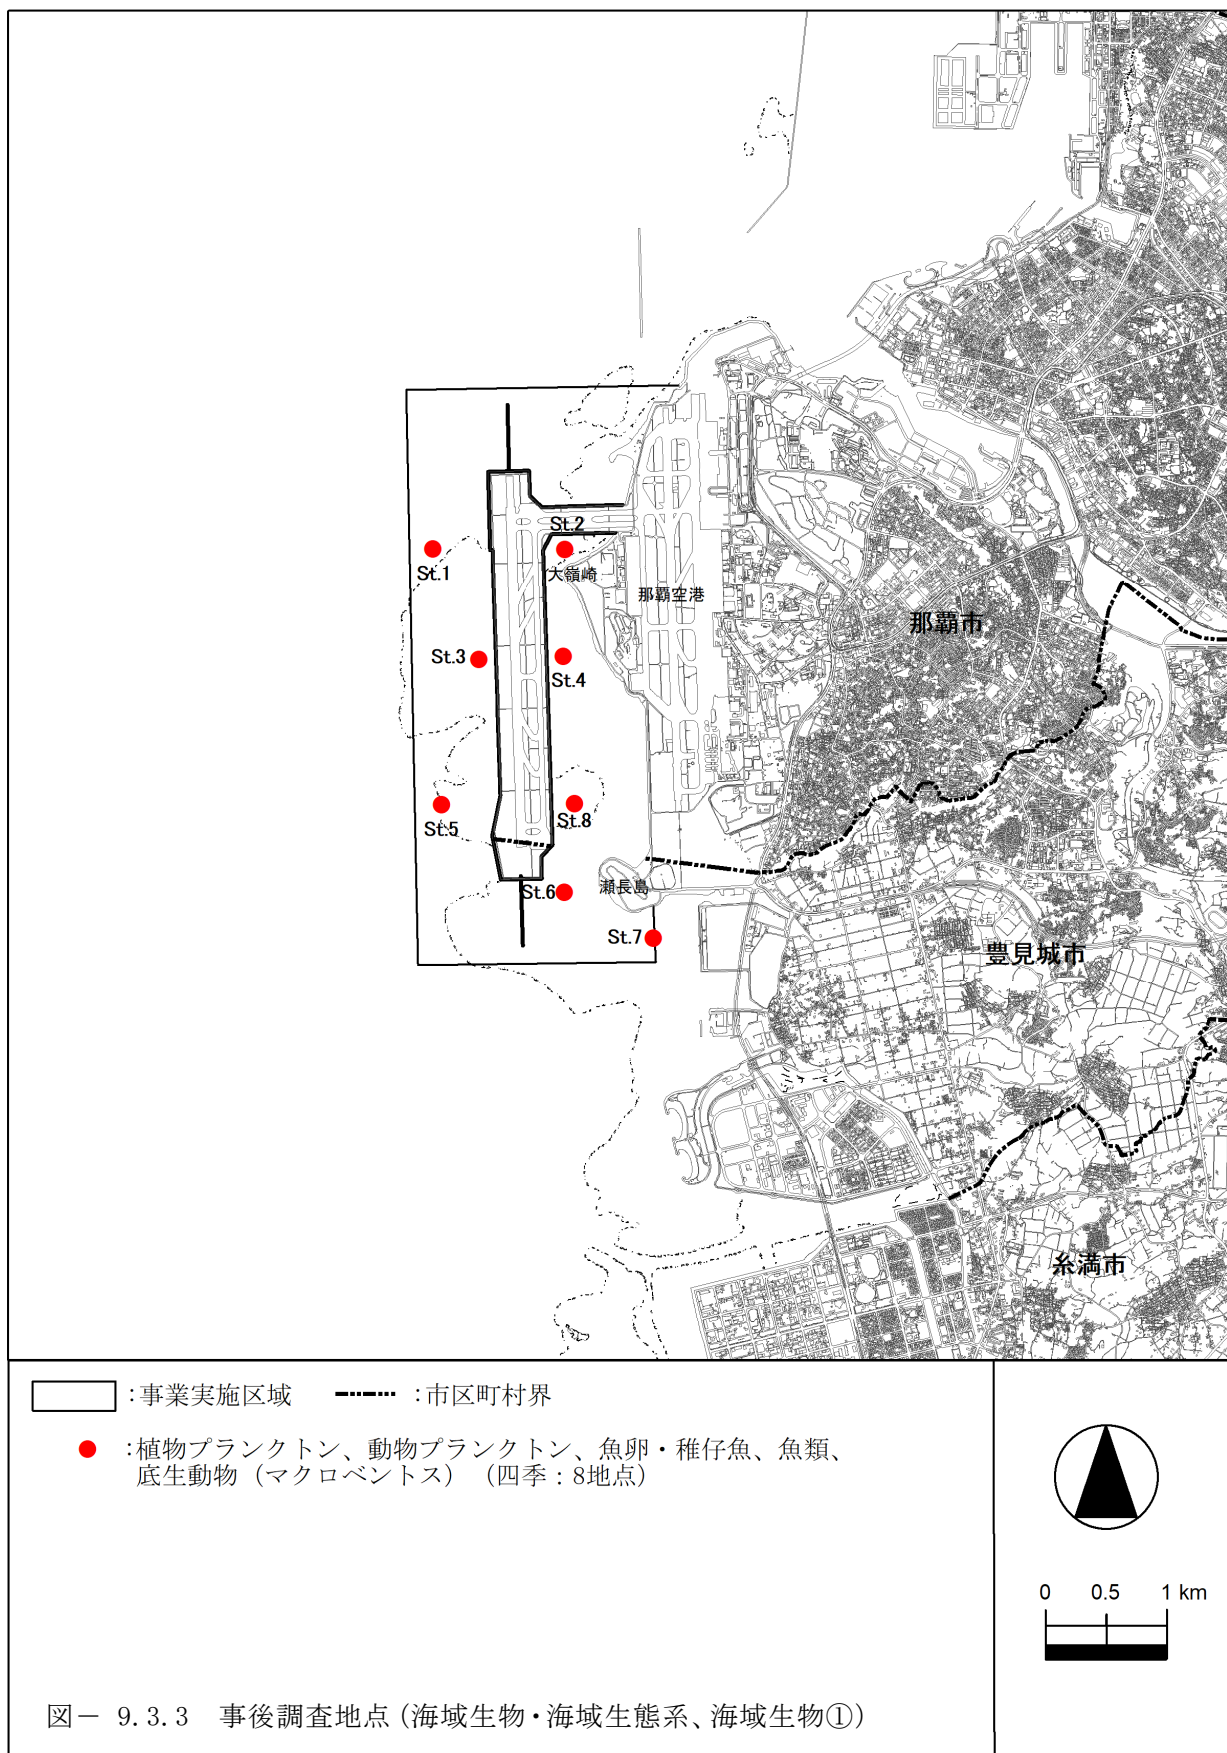 St.2
St.1
大嶺崎
那覇空港
那覇市
St.3
St.4
St.5
St.8
St.6
瀬長島
St.7
豊見城市
糸満市
:事業実施区域
:市区町村界
:植物プランクトン、動物プランクトン、魚卵・稚仔魚、魚類、
底生動物（マクロベントス）（四季：8地点）
0 0.5 1 km
図－ 9.3.3 事後調査地点（海域生物・海域生態系、海域生物①）